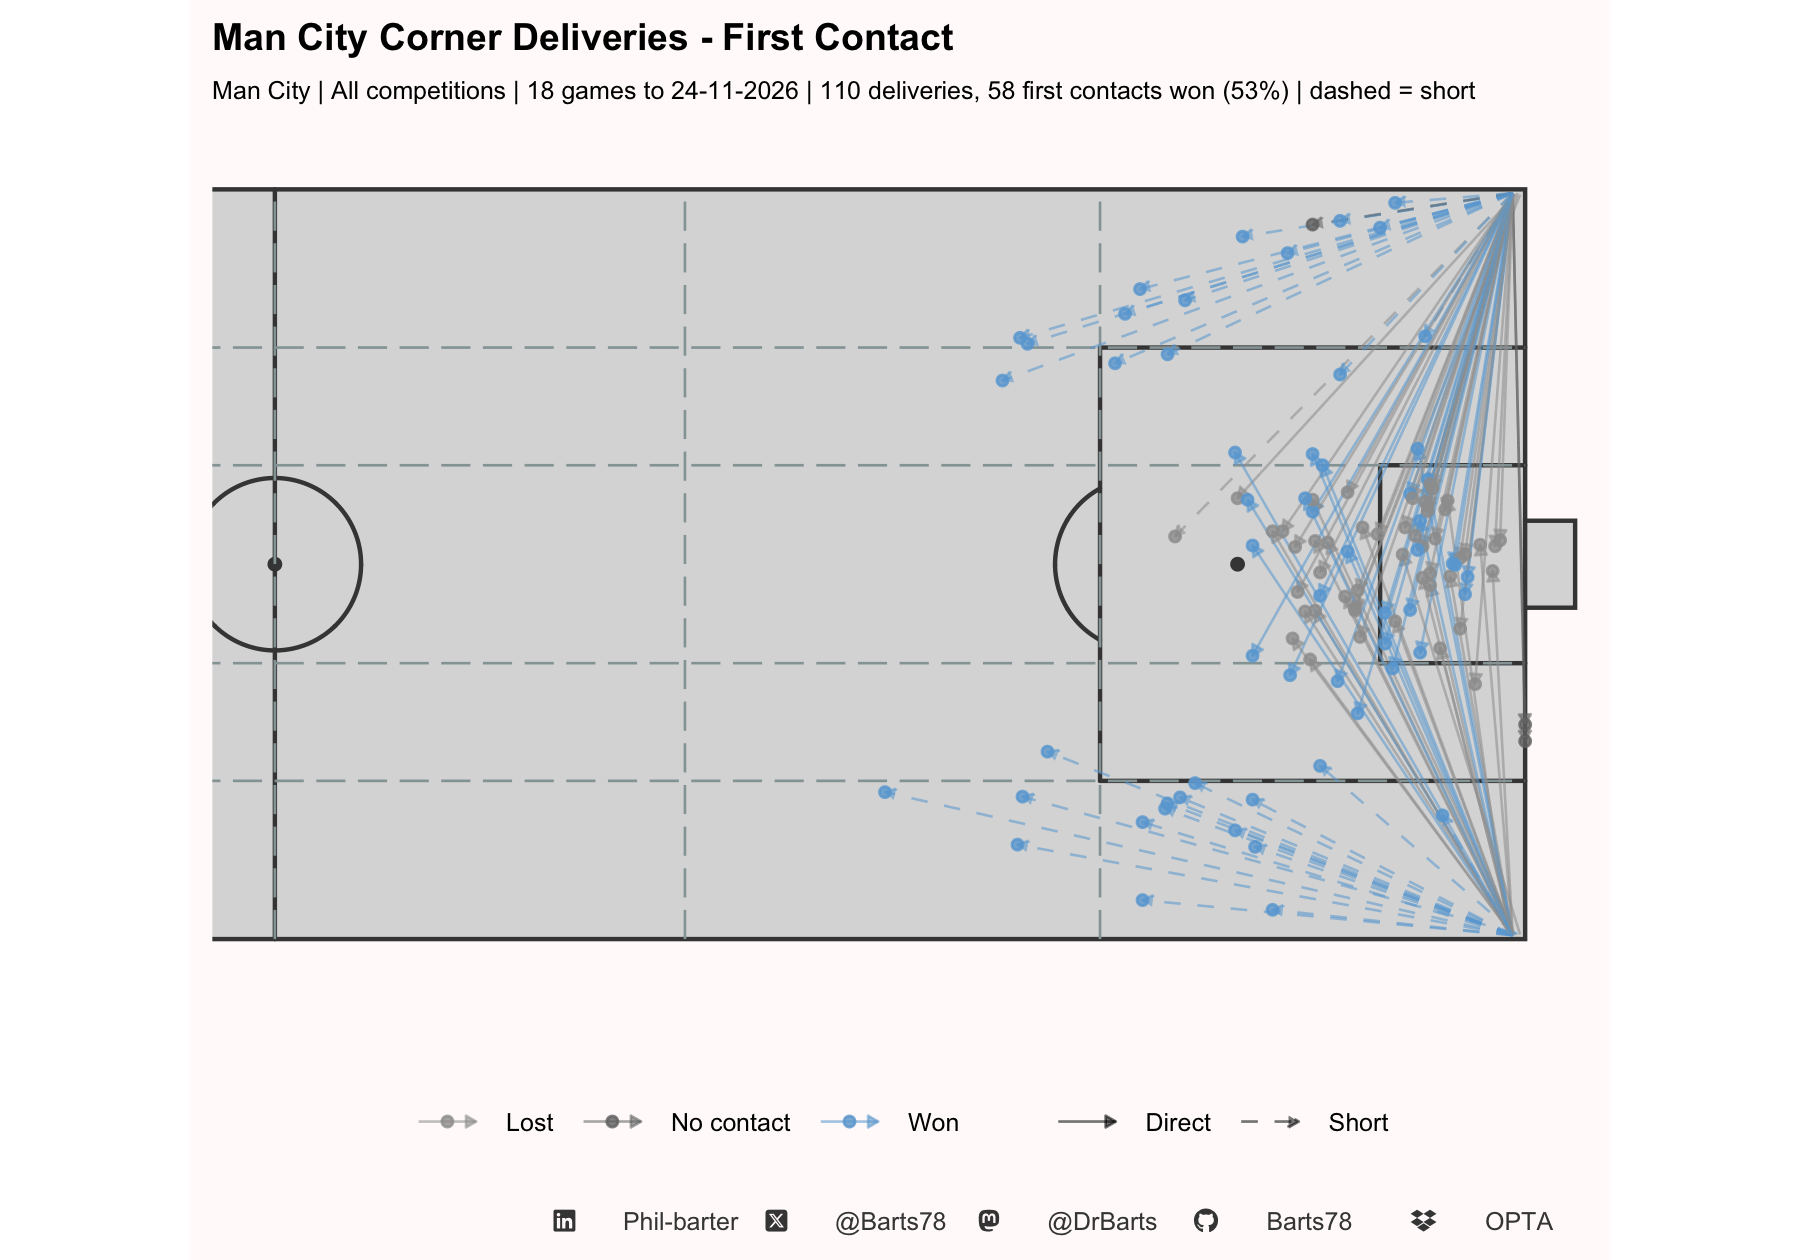 Man City Corner Deliveries - First Contact
Man City | All competitions | 18 games to 24-11-2026 | 110 deliveries, 58 first contacts won (53%) | dashed = short
Lost No contact Won Direct Short
Phil-barter @Barts78 @DrBarts Barts78 OPTA